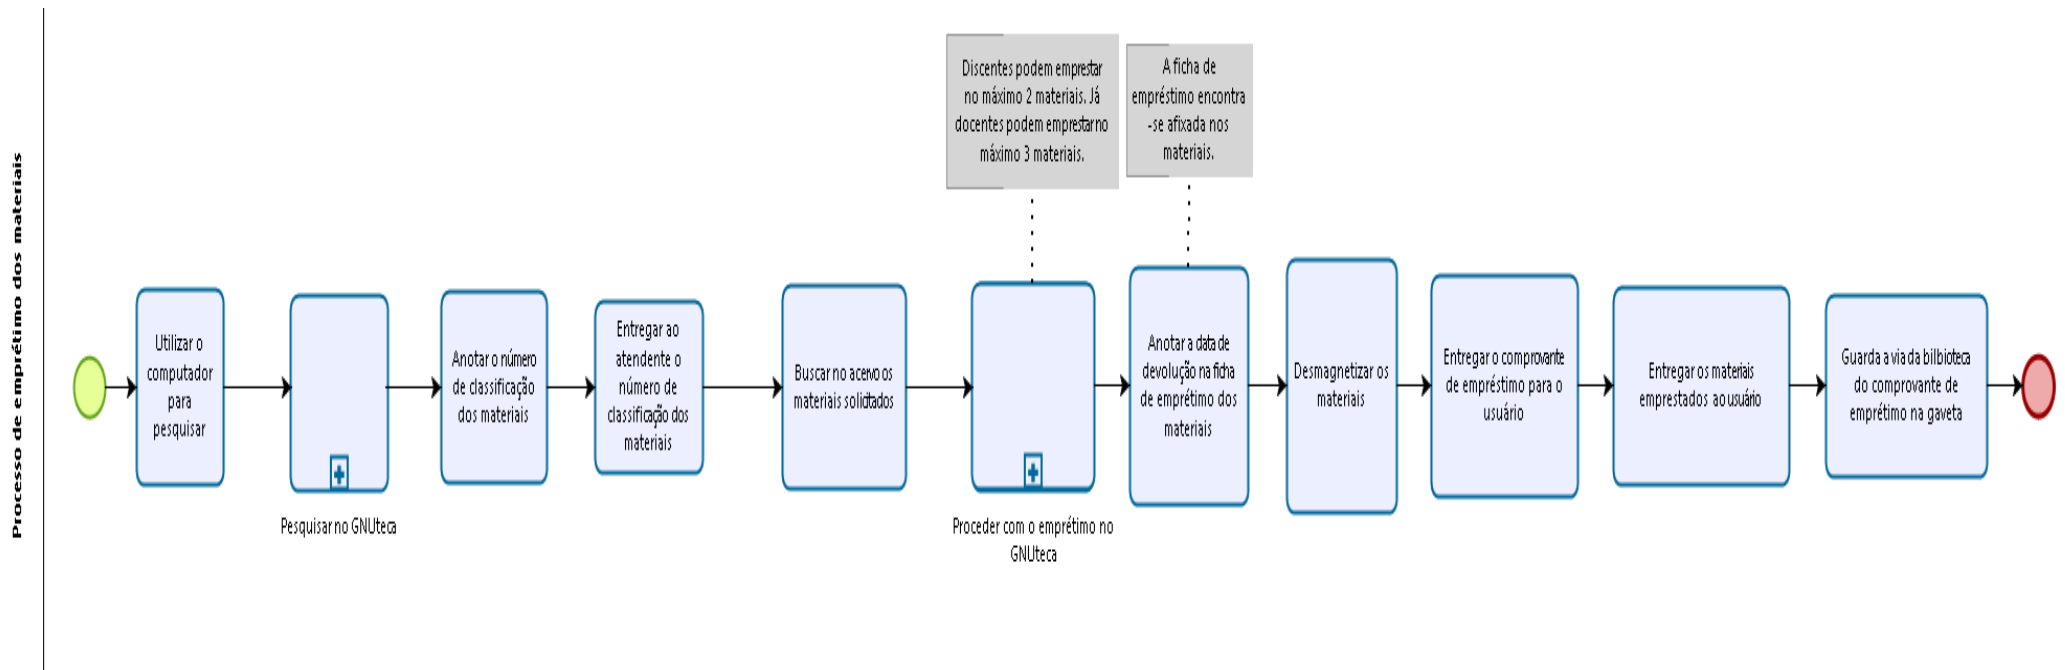 Processo de emprétimo dos materiais
Utilizar o
computador
para
pesquisar
Pesquisar no GNUteca
Anotar o número
de classificação
dos materiais
Entregar ao
atendente o
número de
classificação dos
materiais
Buscar no acervo os
materiais solicitados
Discentes podem emprestar
no máximo 2 materiais. Já
docentes podem emprestar no
máximo 3 materiais.
Proceder com o emprétimo no
GNUteca
A ficha de
empréstimo encontra
-se afixada nos
materiais.
Anotar a data de
devolução na ficha
de emprétimo dos
materiais
Desmagnetizar os
materiais
Entregar o comprovante
de empréstimo para o
usuário
Entregar os materiais
emprestados ao usuário
Guarda a via da bilbioteca
do comprovante de
emprétimo na gaveta